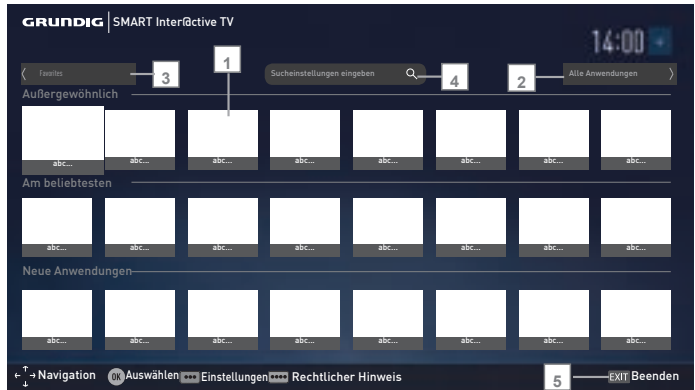 GRUNDIG SMART Inter@ctive TV
14:00
Favorites 3 1 Sucheinstellungen eingeben 4 2 Alle Anwendungen
Außergewöhnlich
abc... abc... abc... abc... abc... abc... abc... abc...
Am beliebtesten
abc... abc... abc... abc... abc... abc... abc... abc...
Neue Anwendungen
abc... abc... abc... abc... abc... abc... abc... abc...
Navigation OK Auswählen Einstellungen Rechtlicher Hinweis 5 EXIT Beenden